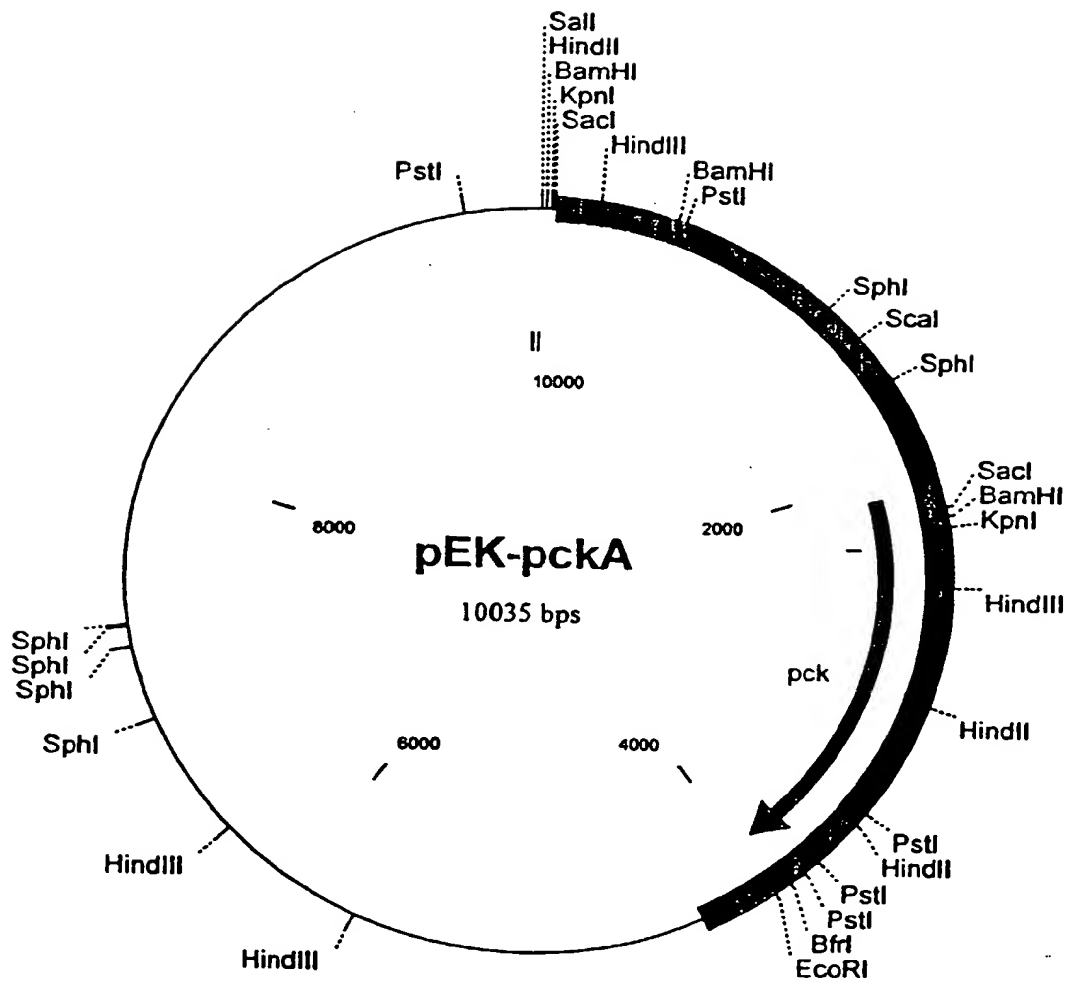 SalI
HindII
BamHI
KpnI
SacI
HindIII
PstI
BamHI
PstI
SphI
ScaI
SphI
10000
SacI
BamHI
KpnI
8000
2000
pEK-pckA
10035 bps
HindIII
SphI
SphI
SphI
pck
HindII
SphI
6000
4000
PstI
HindII
HindIII
PstI
PstI
BfrI
HindIII
EcoRI